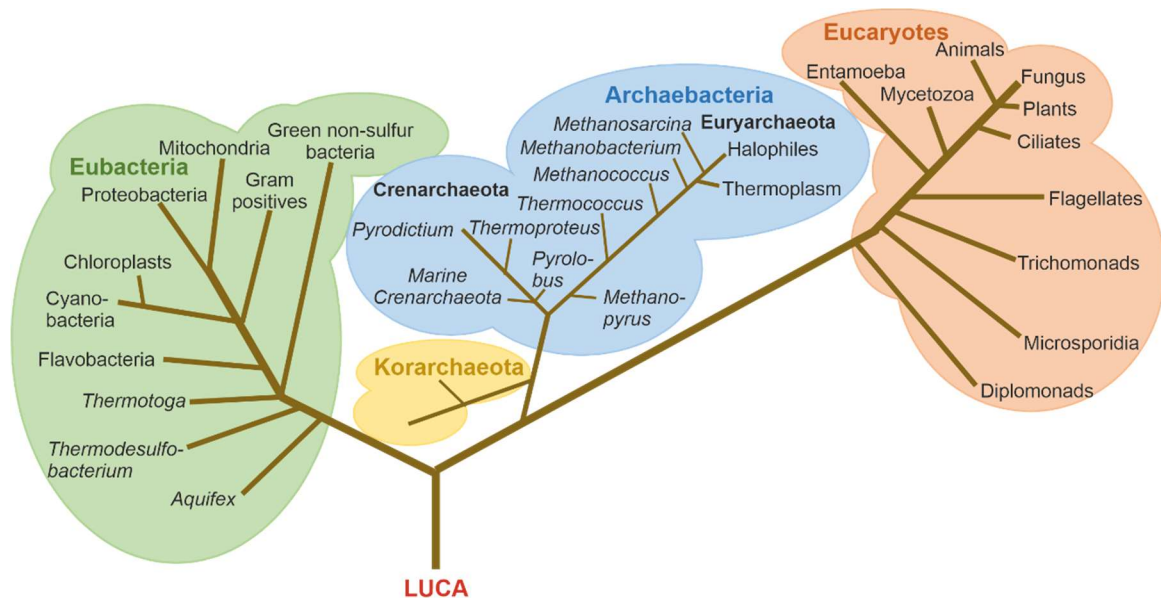 Eubacteria
Mitochondria
Green non-sulfur
bacteria
Proteobacteria
Gram
positives
Chloroplasts
Cyano-
bacteria
Flavobacteria
Thermotoga
Thermodesulfo-
bacterium
Aquifex
Korarchaeota
Archaebacteria
Crenarchaeota
Pyrodictium
Thermoproteus
Marine
Crenarchaeota
Pyrolo-
bus
Euryarchaeota
Methanosarcina
Methanobacterium
Halophiles
Methanococcus
Thermoplasm
Thermococcus
Methano-
pyrus
Eucaryotes
Animals
Entamoeba
Fungus
Mycetozoa
Plants
Ciliates
Flagellates
Trichomonads
Microsporidia
Diplomonads
LUCA